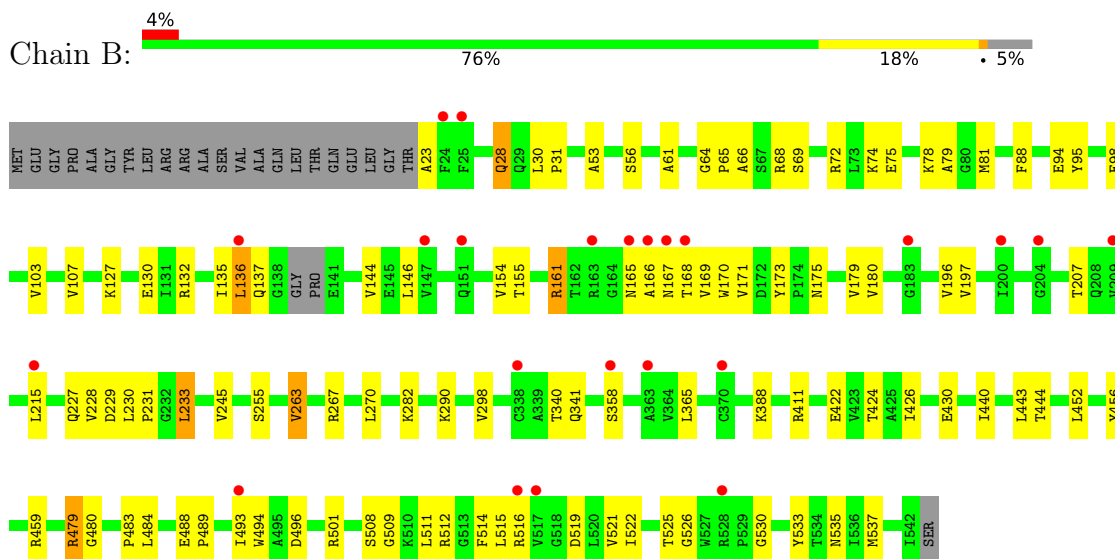 4%
Chain B:
76% 18% • 5%
MET GLU GLY PRO ALA GLY TYR LEU ARG ARG ALA SER VAL ALA GLN LEU THR GLN GLU LEU GLY THR A23 F24 F25 Q28 Q29 L30 P31 A53 S56 A61 G64 P65 A66 S67 R68 S69 R72 L73 K74 E75 K78 A79 G80 M81 F88 E94 Y95
V103 V107 K127 E130 I131 R132 I135 L136 Q137 G138 GLY PRO E141 V144 E145 L146 V147 Q151 V154 T155 R161 T162 R163 G164 N165 A166 N167 T168 V169 W170 V171 D172 Y173 P174 N175 V179 V180 G183 V196 V197 I200 G204 T207 Q208 V209
L215 Q227 V228 D229 L230 P231 G232 L233 V245 S255 V263 R267 L270 K282 K290 V298 C338 A339 T340 Q341 S358 A363 V364 L365 C370 K388 R411 E422 V423 T424 A425 I426 E430 I440 L443 T444 L452 Y456
R459 R479 G480 P483 L484 E488 P489 I493 W494 A495 D496 R501 S508 G509 K510 L511 R512 G513 F514 L515 R516 V517 G518 D519 L520 V521 I522 T525 G526 W527 R528 P529 G530 Y533 T534 N535 I536 M537 I542 SER